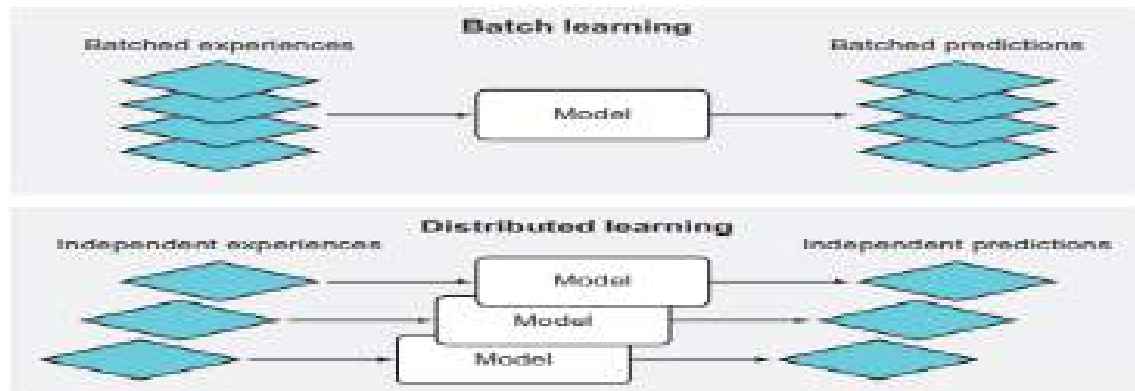 Batch learning
Batched experiences
Batched predictions
Model
Distributed learning
Independent experiences
Independent predictions
Model
Model
Model